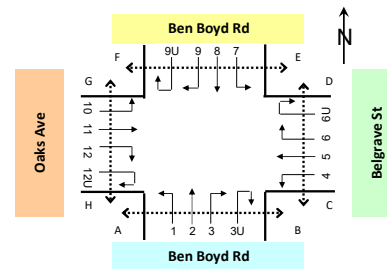 Ben Boyd Rd
N
F
9U 9 8 7
E
G
D
10
11
12
12U
6U
6
5
4
Oaks Ave
Belgrave St
H
C
A
1 2 3 3U
B
Ben Boyd Rd